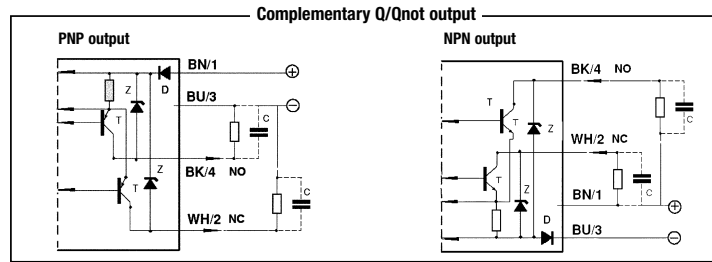 Complementary Q/Qnot output
PNP output
BN/1
Z
D
BU/3
T
C
Z
BK/4 NO
T
C
WH/2 NC
NPN output
BK/4 NO
T
C
Z
WH/2 NC
T
C
Z
BN/1
D
BU/3